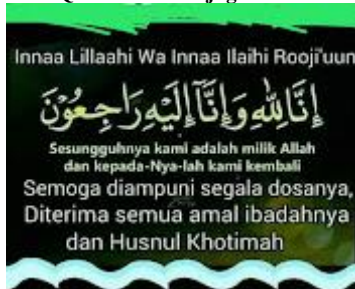 Innaa Lillaahi Wa Innaa Ilaihi Rooji'uun
إِنَّا لِلّٰهِ وَإِنَّآ إِلَيْهِ رَاجِعُوْنَ
Sesungguhnya kami adalah milik Allah
dan kepada-Nya-lah kami kembali
Semoga diampuni segala dosanya,
Diterima semua amal ibadahnya
dan Husnul Khotimah